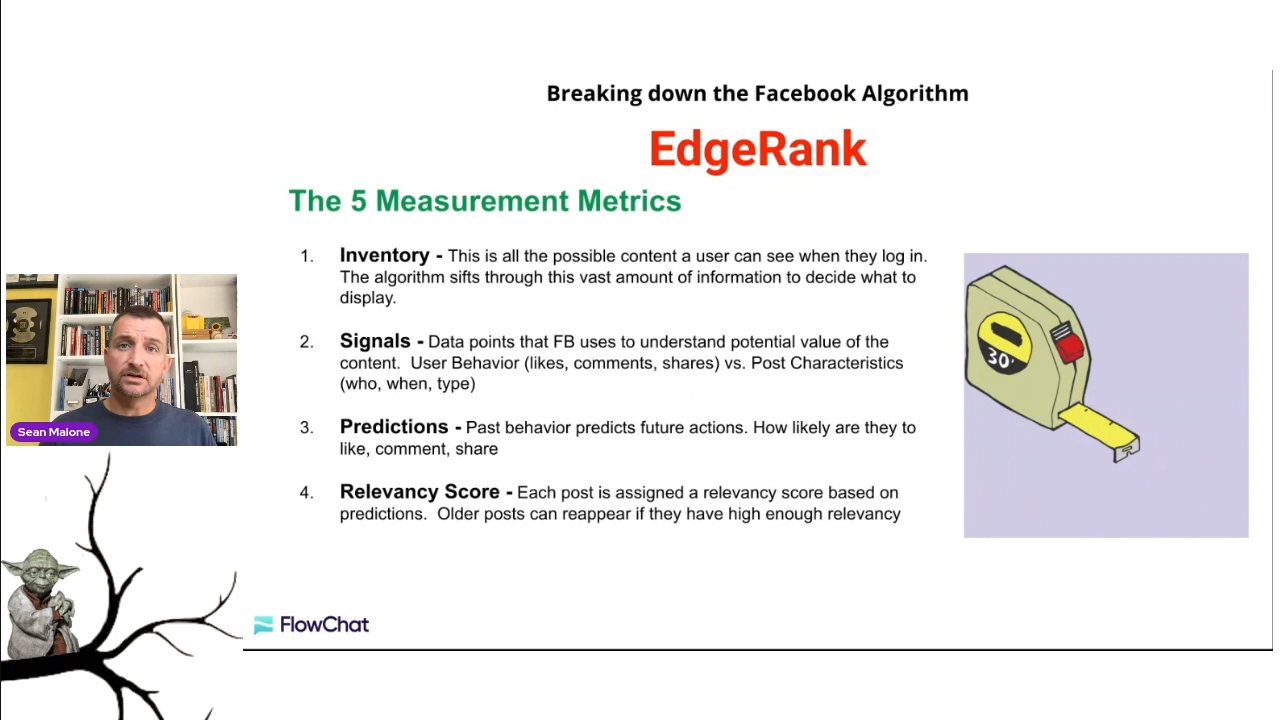 Breaking down the Facebook Algorithm
EdgeRank
The 5 Measurement Metrics
1. Inventory - This is all the possible content a user can see when they log in.
The algorithm sifts through this vast amount of information to decide what to
display.
2. Signals - Data points that FB uses to understand potential value of the
content.  User Behavior (likes, comments, shares) vs. Post Characteristics
(who, when, type)
3. Predictions - Past behavior predicts future actions. How likely are they to
like, comment, share
4. Relevancy Score - Each post is assigned a relevancy score based on
predictions.  Older posts can reappear if they have high enough relevancy
30'
Sean Malone
FlowChat